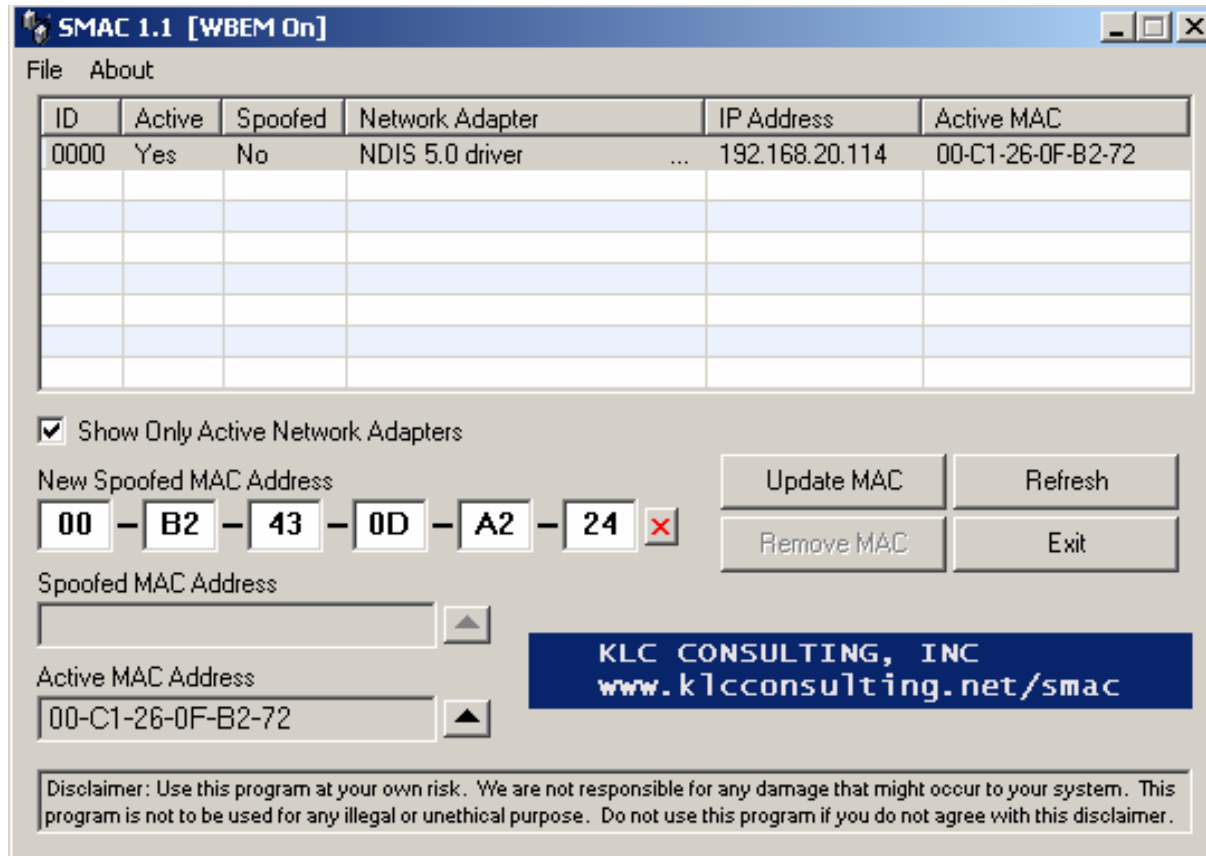 SMAC 1.1 [WBEM On]
File About
ID Active Spoofed Network Adapter IP Address Active MAC
0000 Yes No NDIS 5.0 driver ... 192.168.20.114 00-C1-26-0F-B2-72
Show Only Active Network Adapters
New Spoofed MAC Address
Update MAC Refresh
00 - B2 - 43 - 0D - A2 - 24
Remove MAC Exit
Spoofed MAC Address
KLC CONSULTING, INC
www.klcconsulting.net/smac
Active MAC Address
00-C1-26-0F-B2-72
Disclaimer: Use this program at your own risk. We are not responsible for any damage that might occur to your system. This
program is not to be used for any illegal or unethical purpose. Do not use this program if you do not agree with this disclaimer.